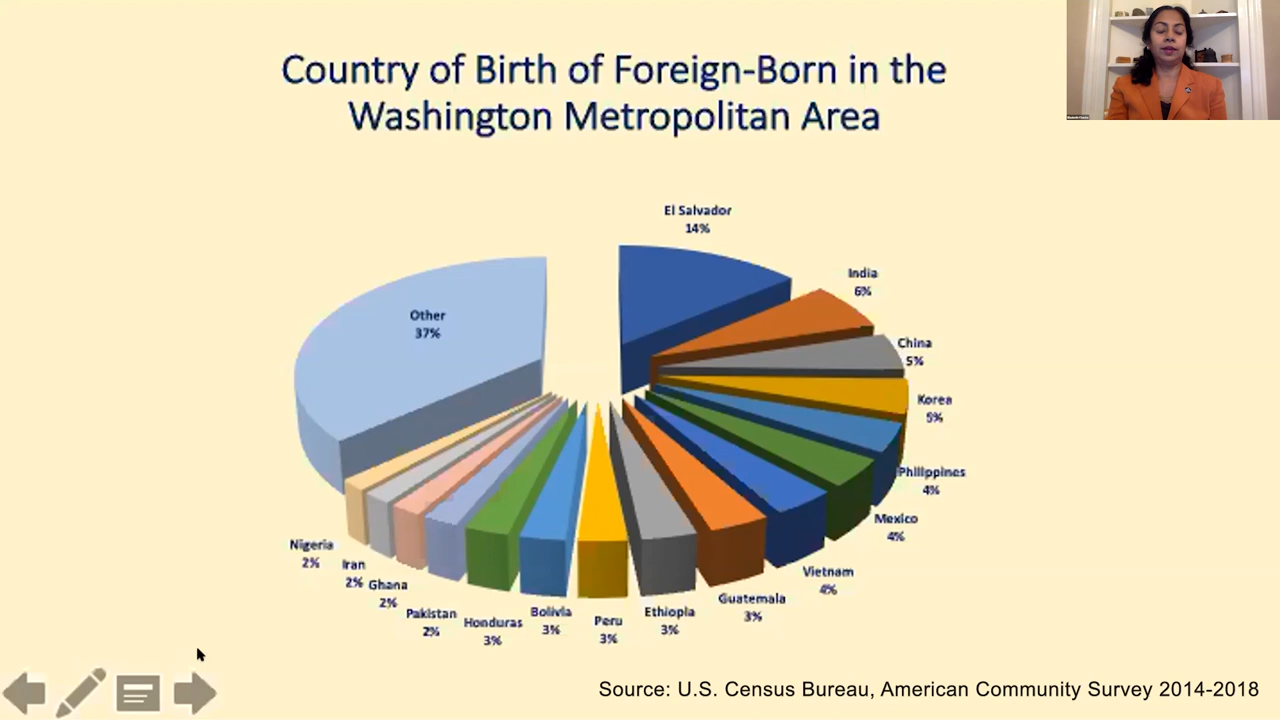 Country of Birth of Foreign-Born in the
Washington Metropolitan Area
El Salvador
14%
India
6%
China
5%
Korea
5%
Philippines
4%
Mexico
4%
Vietnam
4%
Guatemala
3%
Ethiopia
3%
Peru
3%
Bolivia
3%
Honduras
3%
Pakistan
2%
Ghana
2%
Iran
2%
Nigeria
2%
Other
37%
Source: U.S. Census Bureau, American Community Survey 2014-2018